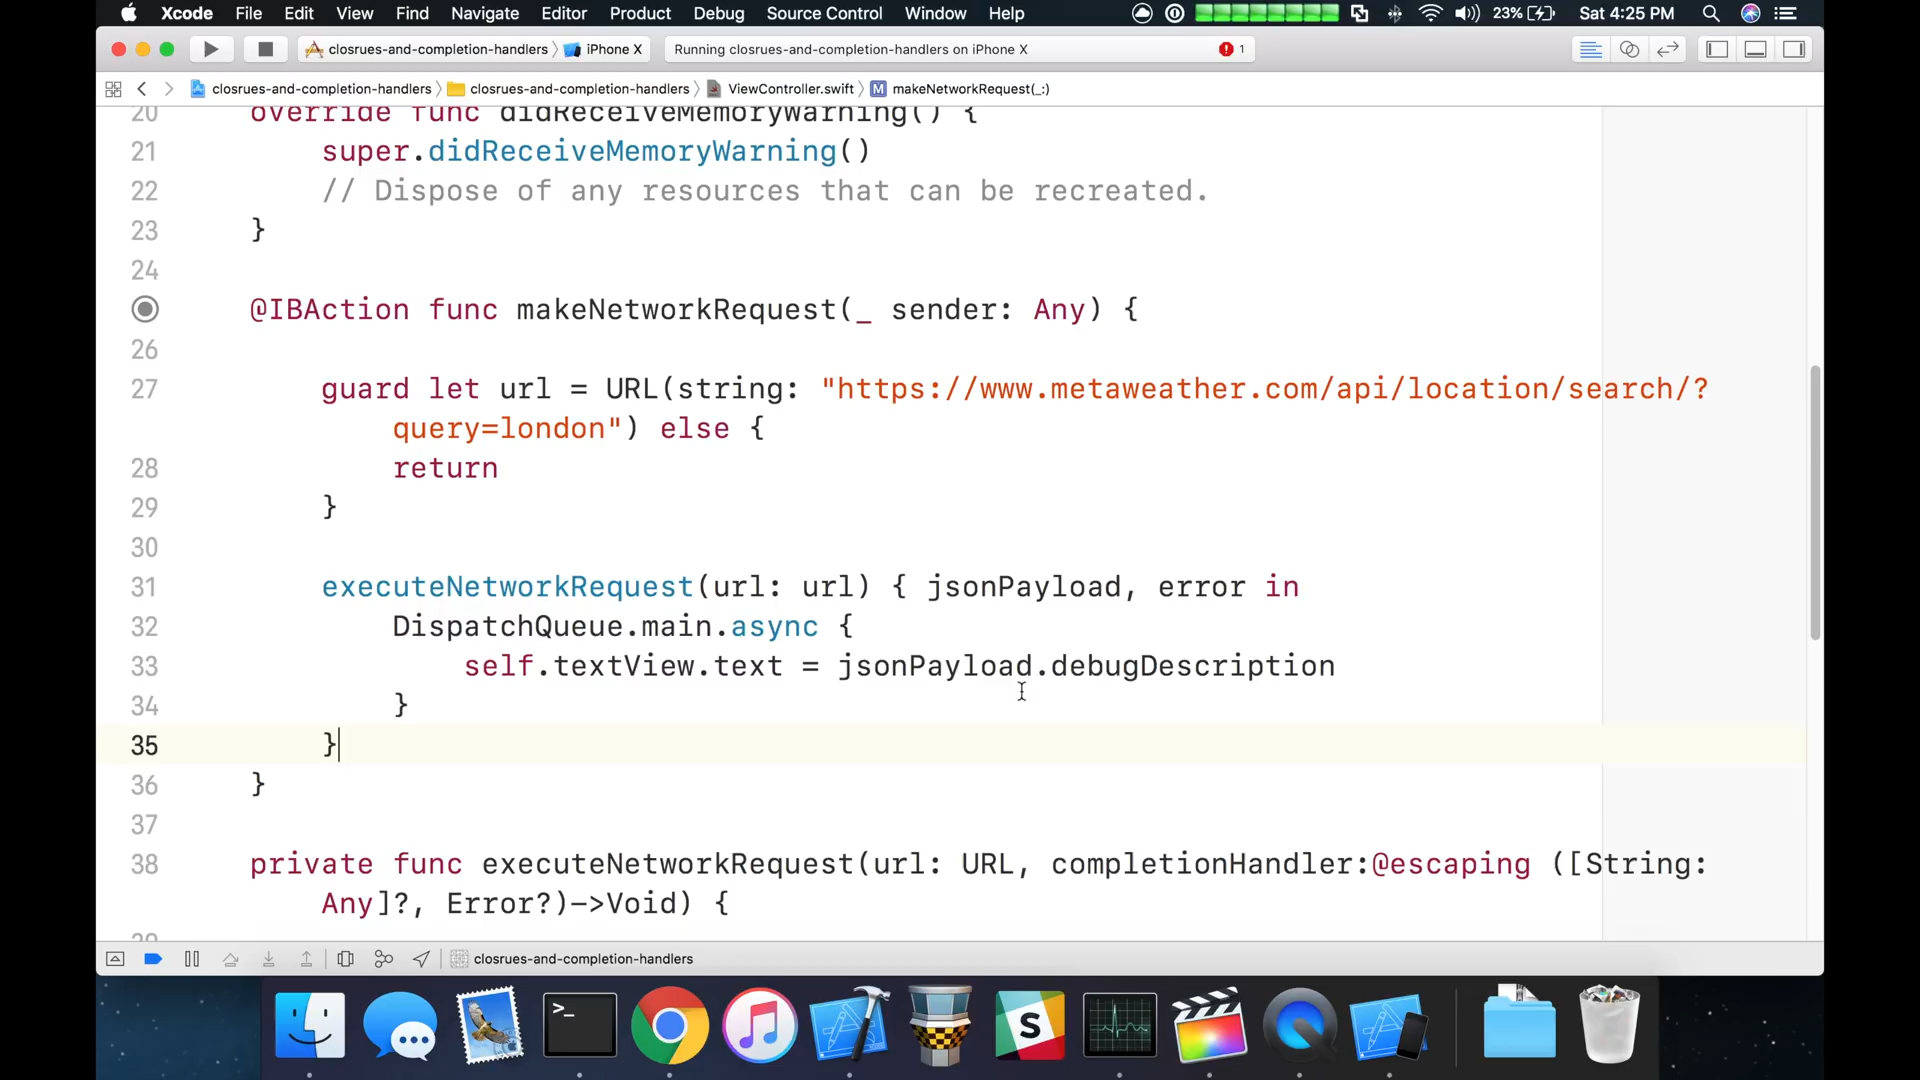 Xcode File Edit View Find Navigate Editor Product Debug Source Control Window Help 23% Sat 4:25 PM
closrues-and-completion-handlers iPhone X Running closrues-and-completion-handlers on iPhone X 1
closrues-and-completion-handlers closrues-and-completion-handlers ViewController.swift makeNetworkRequest(_:)
20 override func didReceiveMemoryWarning() {
21 super.didReceiveMemoryWarning()
22 // Dispose of any resources that can be recreated.
23 }
24
@IBAction func makeNetworkRequest(_ sender: Any) {
26
27 guard let url = URL(string: "https://www.metaweather.com/api/location/search/?
query=london") else {
28 return
29 }
30
31 executeNetworkRequest(url: url) { jsonPayload, error in
32 DispatchQueue.main.async {
33 self.textView.text = jsonPayload.debugDescription
34 }
35 }
36 }
37
38 private func executeNetworkRequest(url: URL, completionHandler:@escaping ([String:
Any]?, Error?)->Void) {
closrues-and-completion-handlers
>_
S